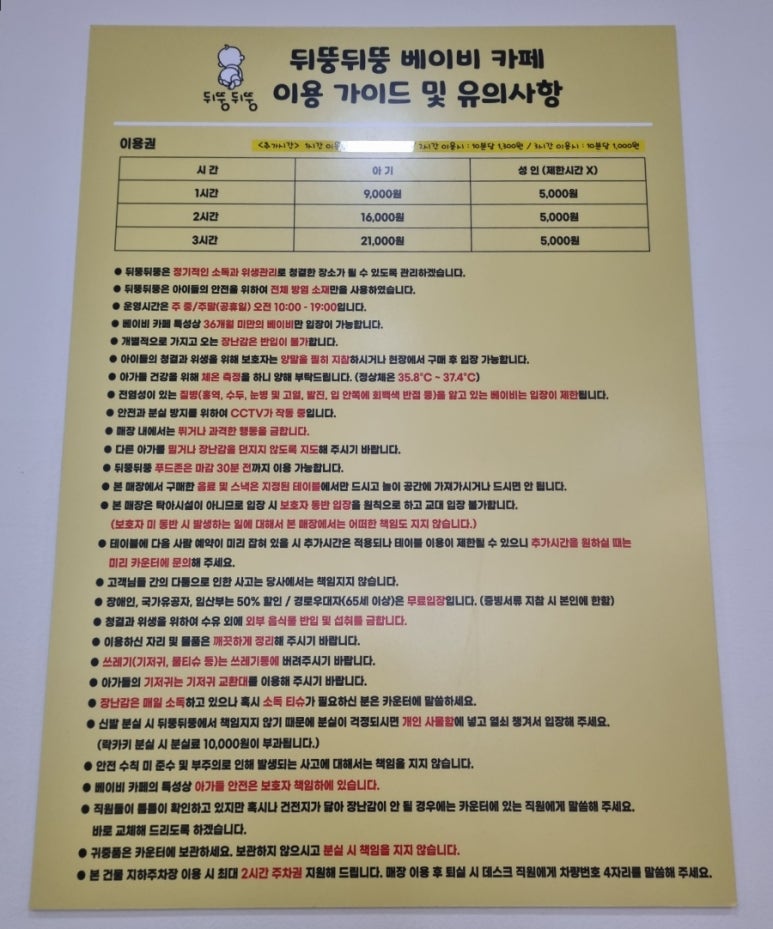 뒤뚱뒤뚱 베이비 카페
뒤뚱뒤뚱
이용 가이드 및 유의사항
이용권
<추가시간> 1시간 이용 / 2시간 이용시 : 10분당 1,300원 / 3시간 이용시 : 10분당 1,000원
시 간 아 기 성 인 (제한시간 X)
1시간 9,000원 5,000원
2시간 16,000원 5,000원
3시간 21,000원 5,000원
● 뒤뚱뒤뚱은 정기적인 소독과 위생관리로 청결한 장소가 될 수 있도록 관리하겠습니다.
● 뒤뚱뒤뚱은 아이들의 안전을 위하여 전체 방염 소재만을 사용하였습니다.
● 운영시간은 주 중/주말(공휴일) 오전 10:00 - 19:00입니다.
● 베이비 카페 특성상 36개월 미만의 베이비만 입장이 가능합니다.
● 개별적으로 가지고 오는 장난감은 반입이 불가합니다.
● 아이들의 청결과 위생을 위해 보호자는 양말을 필히 지참하시거나 현장에서 구매 후 입장 가능합니다.
● 아가들 건강을 위해 체온 측정을 하니 양해 부탁드립니다. (정상체온 35.8°C ~ 37.4°C)
● 전염성이 있는 질병(홍역, 수두, 눈병 및 고열, 발진, 입 안쪽에 회백색 반점 등)을 앓고 있는 베이비는 입장이 제한됩니다.
● 안전과 분실 방지를 위하여 CCTV가 작동 중입니다.
● 매장 내에서는 뛰거나 과격한 행동을 금합니다.
● 다른 아가를 밀거나 장난감을 던지지 않도록 지도해 주시기 바랍니다.
● 뒤뚱뒤뚱 푸드존은 마감 30분 전까지 이용 가능합니다.
● 본 매장에서 구매한 음료 및 스낵은 지정된 테이블에서만 드시고 놀이 공간에 가져가시거나 드시면 안 됩니다.
● 본 매장은 탁아시설이 아니므로 입장 시 보호자 동반 입장을 원칙으로 하고 교대 입장 불가합니다.
(보호자 미 동반 시 발생하는 일에 대해서 본 매장에서는 어떠한 책임도 지지 않습니다.)
● 테이블에 다음 사람 예약이 미리 잡혀 있을 시 추가시간은 적용되나 테이블 이용이 제한될 수 있으니 추가시간을 원하실 때는
미리 카운터에 문의해 주세요.
● 고객님들 간의 다툼으로 인한 사고는 당사에서는 책임지지 않습니다.
● 장애인, 국가유공자, 임산부는 50% 할인 / 경로우대자(65세 이상)은 무료입장입니다. (증빙서류 지참 시 본인에 한함)
● 청결과 위생을 위하여 수유 외에 외부 음식물 반입 및 섭취를 금합니다.
● 이용하신 자리 및 물품은 깨끗하게 정리해 주시기 바랍니다.
● 쓰레기(기저귀, 물티슈 등)는 쓰레기통에 버려주시기 바랍니다.
● 아가들의 기저귀는 기저귀 교환대를 이용해 주시기 바랍니다.
● 장난감은 매일 소독하고 있으나 혹시 소독 티슈가 필요하신 분은 카운터에 말씀하세요.
● 신발 분실 시 뒤뚱뒤뚱에서 책임지지 않기 때문에 분실이 걱정되시면 개인 사물함에 넣고 열쇠 챙겨서 입장해 주세요.
(락카키 분실 시 분실료 10,000원이 부과됩니다.)
● 안전 수칙 미 준수 및 부주의로 인해 발생되는 사고에 대해서는 책임을 지지 않습니다.
● 베이비 카페의 특성상 아가들 안전은 보호자 책임하에 있습니다.
● 직원들이 틈틈이 확인하고 있지만 혹시나 건전지가 닳아 장난감이 안 될 경우에는 카운터에 있는 직원에게 말씀해 주세요.
바로 교체해 드리도록 하겠습니다.
● 귀중품은 카운터에 보관하세요. 보관하지 않으시고 분실 시 책임을 지지 않습니다.
● 본 건물 지하주차장 이용 시 최대 2시간 주차권 지원해 드립니다. 매장 이용 후 퇴실 시 데스크 직원에게 차량번호 4자리를 말씀해 주세요.